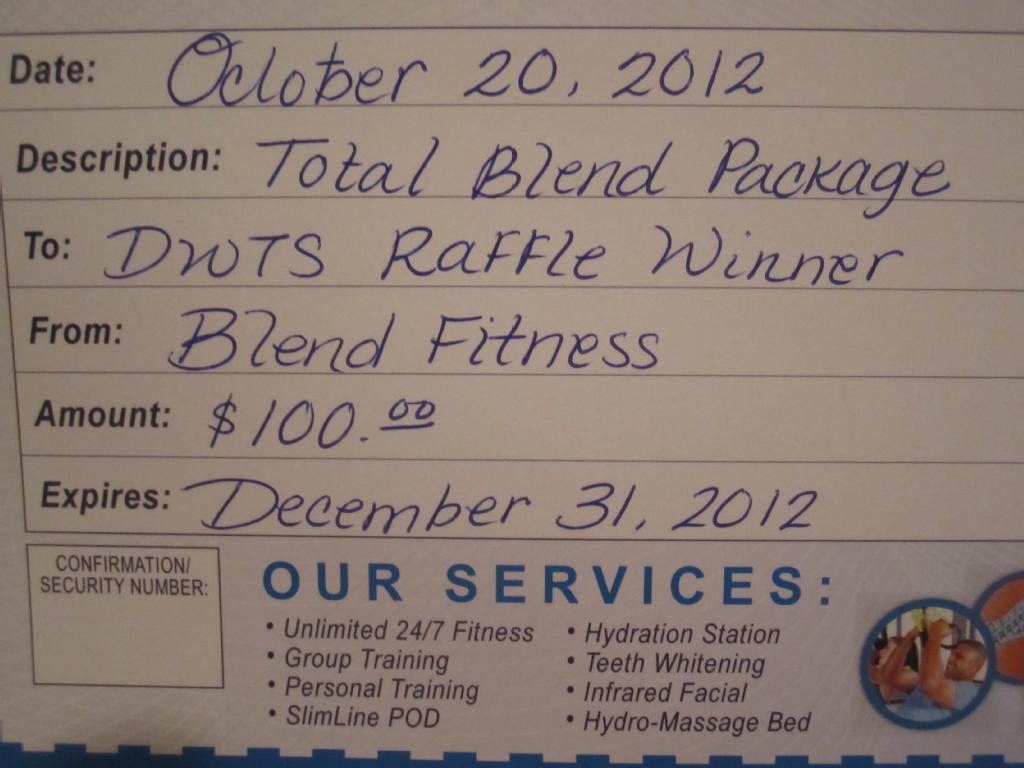 Date: October 20, 2012
Description: Total Blend Package
To: DWTS Raffle Winner
From: Blend Fitness
Amount: $100.00
Expires: December 31, 2012
CONFIRMATION/
SECURITY NUMBER:
OUR SERVICES:
• Unlimited 24/7 Fitness
• Group Training
• Personal Training
• SlimLine POD
• Hydration Station
• Teeth Whitening
• Infrared Facial
• Hydro-Massage Bed